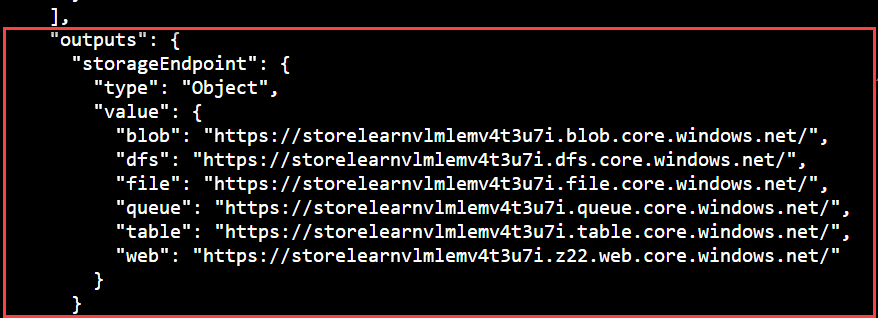 ],
"outputs": {
"storageEndpoint": {
"type": "Object",
"value": {
"blob": "https://storelearnvlmlemv4t3u7i.blob.core.windows.net/",
"dfs": "https://storelearnvlmlemv4t3u7i.dfs.core.windows.net/",
"file": "https://storelearnvlmlemv4t3u7i.file.core.windows.net/",
"queue": "https://storelearnvlmlemv4t3u7i.queue.core.windows.net/",
"table": "https://storelearnvlmlemv4t3u7i.table.core.windows.net/",
"web": "https://storelearnvlmlemv4t3u7i.z22.web.core.windows.net/"
}
}